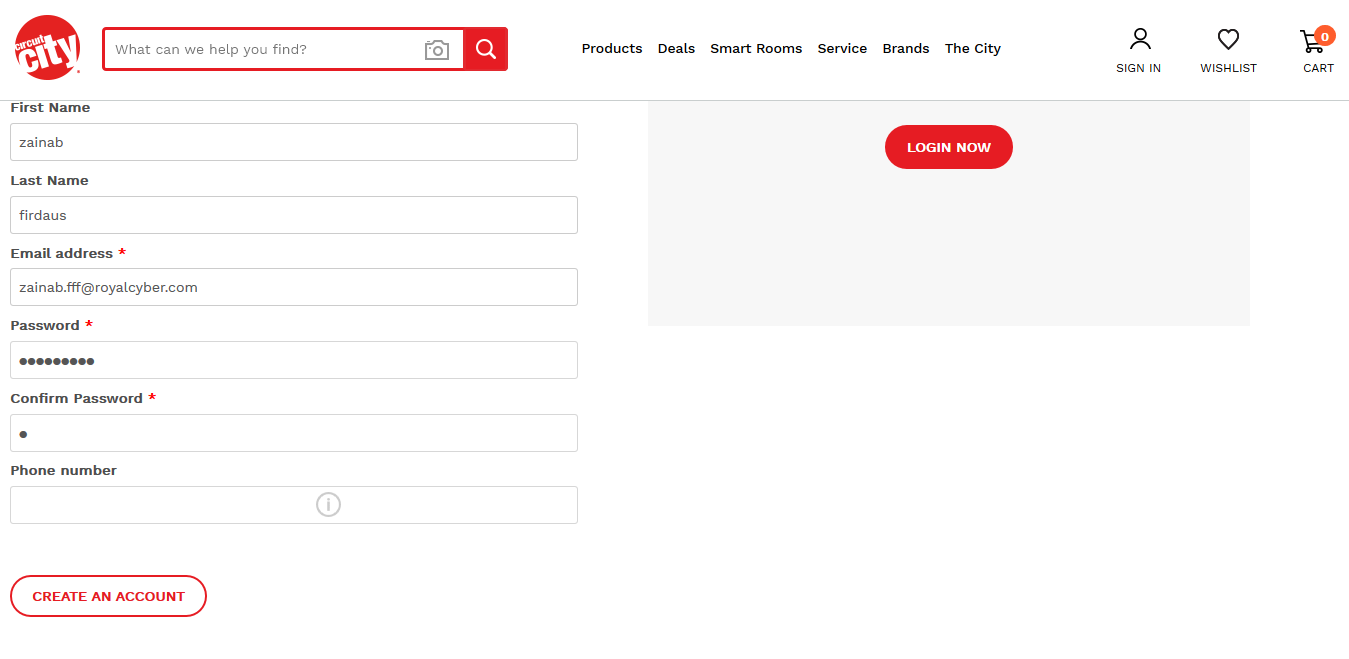 circuit
city
What can we help you find?
Products Deals Smart Rooms Service Brands The City
SIGN IN
WISHLIST
0
CART
First Name
zainab
Last Name
firdaus
Email address *
zainab.fff@royalcyber.com
Password *
●●●●●●●●●
Confirm Password *
●
Phone number
i
CREATE AN ACCOUNT
LOGIN NOW